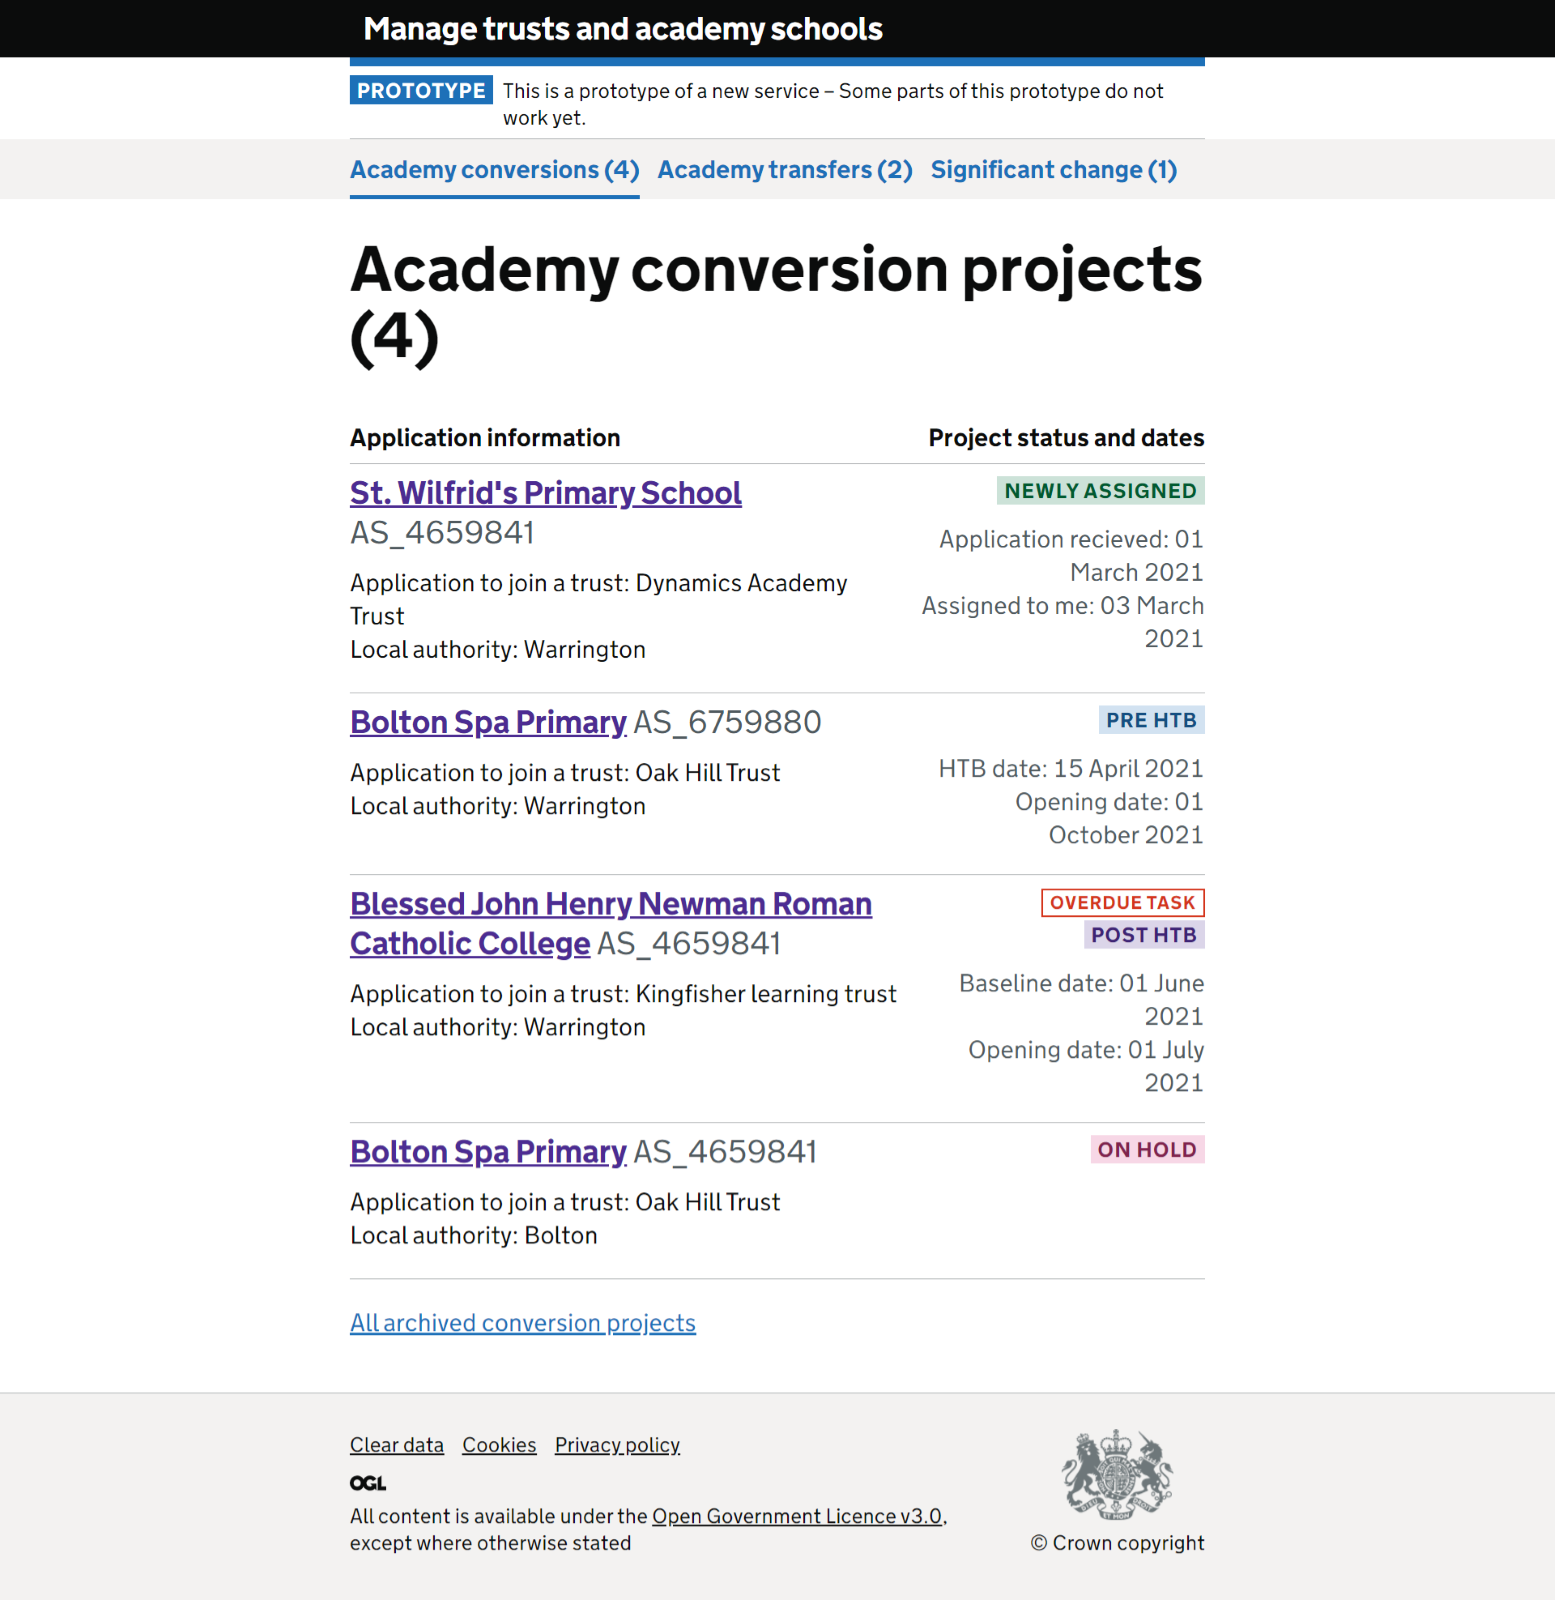 Manage trusts and academy schools
PROTOTYPE This is a prototype of a new service – Some parts of this prototype do not
work yet.
Academy conversions (4) Academy transfers (2) Significant change (1)
Academy conversion projects
(4)
Application information Project status and dates
St. Wilfrid's Primary School
AS_4659841
Application to join a trust: Dynamics Academy
Trust
Local authority: Warrington
NEWLY ASSIGNED
Application recieved: 01
March 2021
Assigned to me: 03 March
2021
Bolton Spa Primary AS_6759880
Application to join a trust: Oak Hill Trust
Local authority: Warrington
PRE HTB
HTB date: 15 April 2021
Opening date: 01
October 2021
Blessed John Henry Newman Roman
Catholic College AS_4659841
Application to join a trust: Kingfisher learning trust
Local authority: Warrington
OVERDUE TASK
POST HTB
Baseline date: 01 June
2021
Opening date: 01 July
2021
Bolton Spa Primary AS_4659841
Application to join a trust: Oak Hill Trust
Local authority: Bolton
ON HOLD
All archived conversion projects
Clear data Cookies Privacy policy
OGL
All content is available under the Open Government Licence v3.0,
except where otherwise stated
© Crown copyright